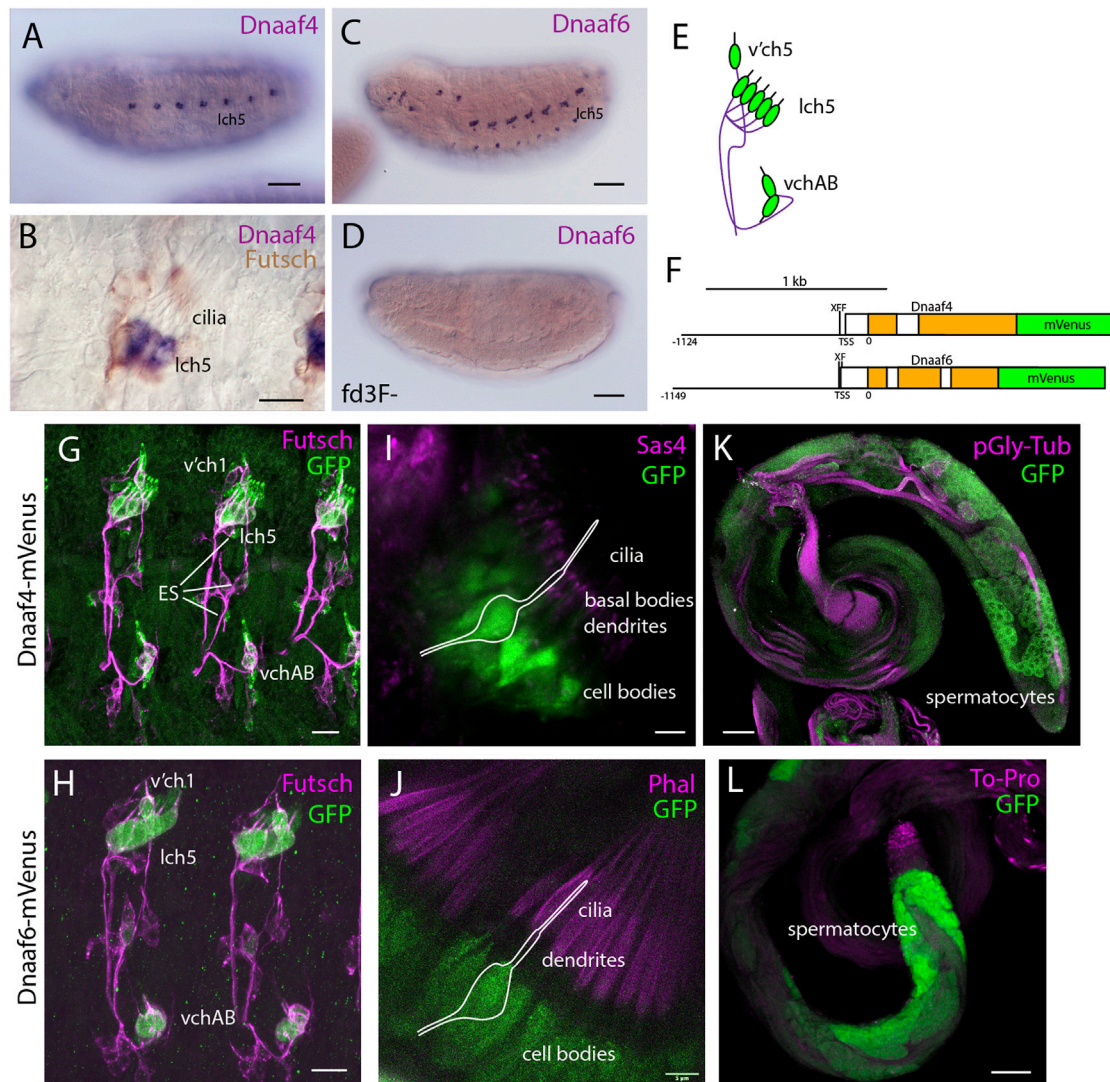 A
Dnaaf4
lch5
C
Dnaaf6
lch5
E
v'ch5
lch5
vchAB
B
Dnaaf4
Futsch
cilia
lch5
D
Dnaaf6
fd3F-
F
1 kb
XFF
Dnaaf4
mVenus
-1124
TSS
0
XF
Dnaaf6
mVenus
-1149
TSS
0
Dnaaf4-mVenus
G
Futsch
GFP
v'ch1
lch5
ES
vchAB
I
Sas4
GFP
cilia
basal bodies
dendrites
cell bodies
K
pGly-Tub
GFP
spermatocytes
Dnaaf6-mVenus
H
Futsch
GFP
v'ch1
lch5
vchAB
J
Phal
GFP
cilia
dendrites
cell bodies
5 μm
L
To-Pro
GFP
spermatocytes